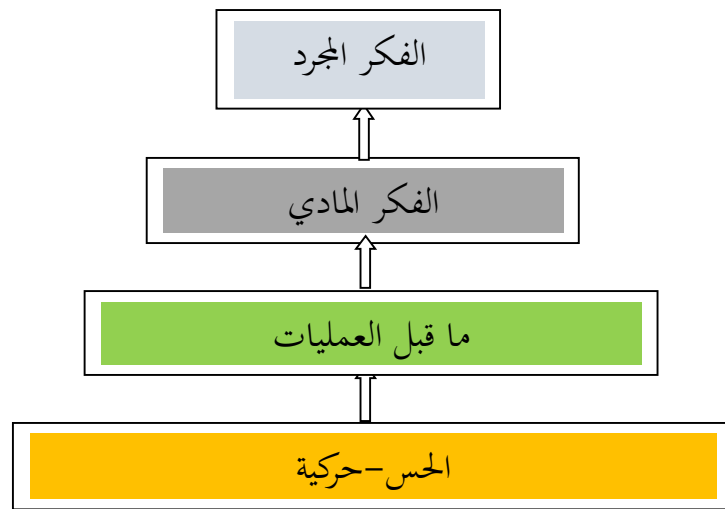 الفكر المجرد
الفكر المادي
ما قبل العمليات
الحس-حركية